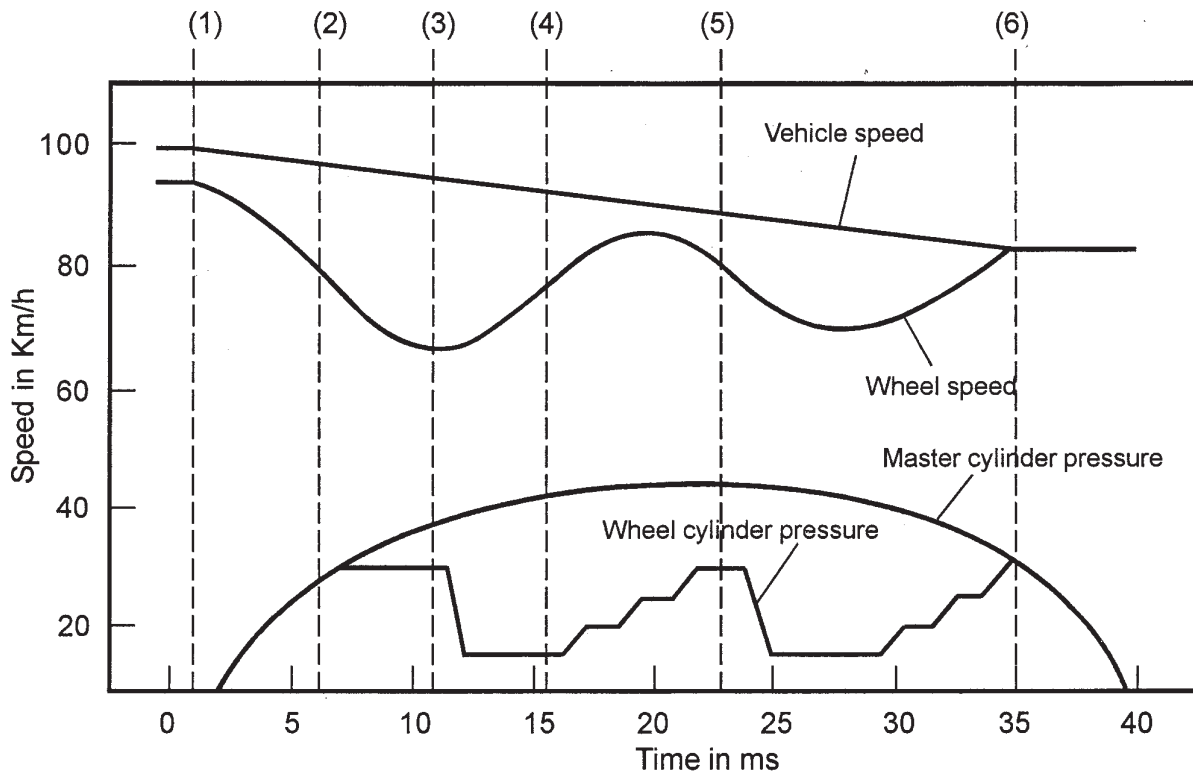 (1) (2) (3) (4) (5) (6)
Vehicle speed
100
80
60
40
20
Speed in Km/h
Wheel speed
Master cylinder pressure
Wheel cylinder pressure
0 5 10 15 20 25 30 35 40
Time in ms